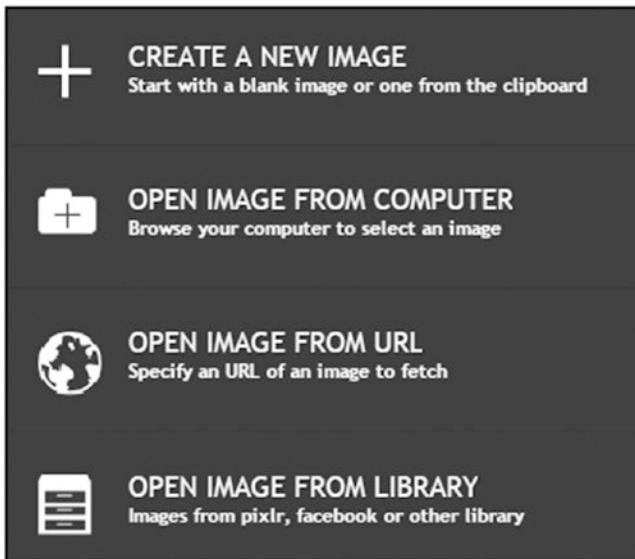 CREATE A NEW IMAGE
Start with a blank image or one from the clipboard
OPEN IMAGE FROM COMPUTER
Browse your computer to select an image
OPEN IMAGE FROM URL
Specify an URL of an image to fetch
OPEN IMAGE FROM LIBRARY
Images from pixlr, facebook or other library